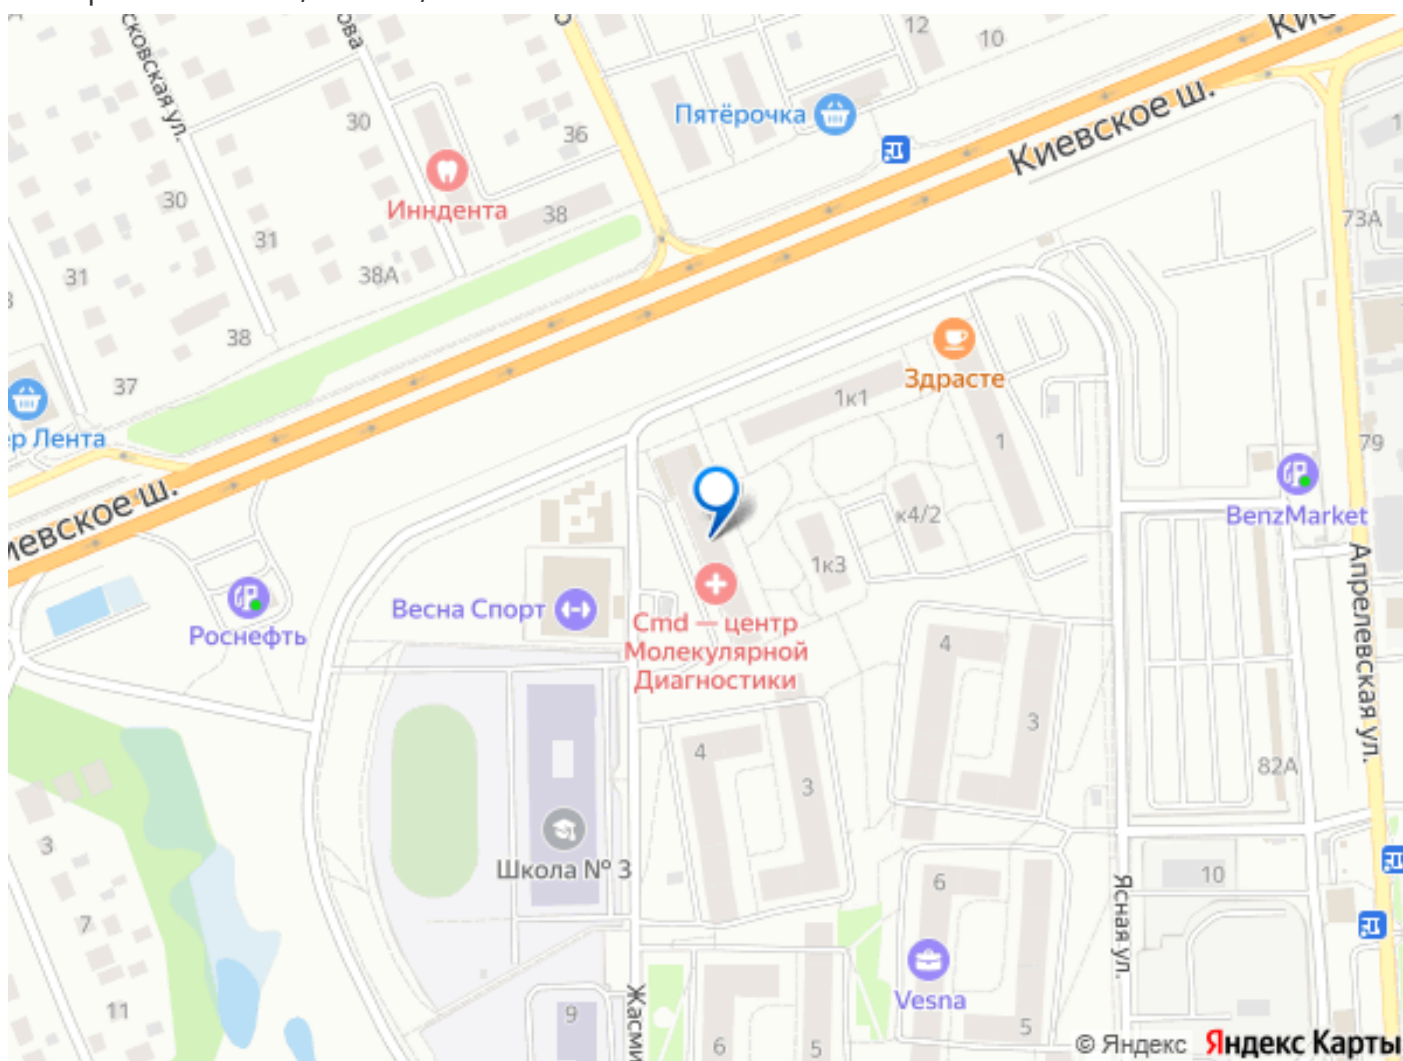 Киевское ш.
12
10
30
36
Пятёрочка
Киевское ш.
30
Инндента
38
73А
31
38А
31
38
Здрасте
37
1к1
ер Лента
1
79
BenzMarket
к4/2
1к3
Весна Спорт
Роснефть
Cmd — центр
Молекулярной
Диагностики
4
Апрелевская ул.
3
4
3
82А
3
Школа № 3
6
10
Ясная ул.
7
Vesna
11
9
6
5
5
© Яндекс Яндекс Карты